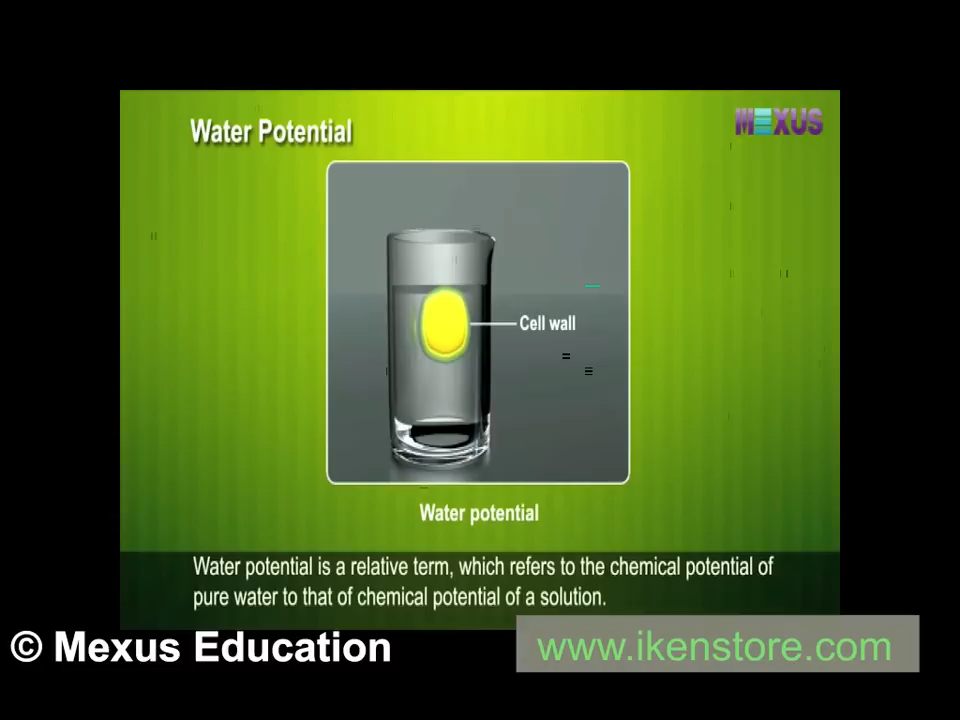 Water Potential
MEXUS
Cell wall
Water potential
Water potential is a relative term, which refers to the chemical potential of
pure water to that of chemical potential of a solution.
© Mexus Education
www.ikenstore.com